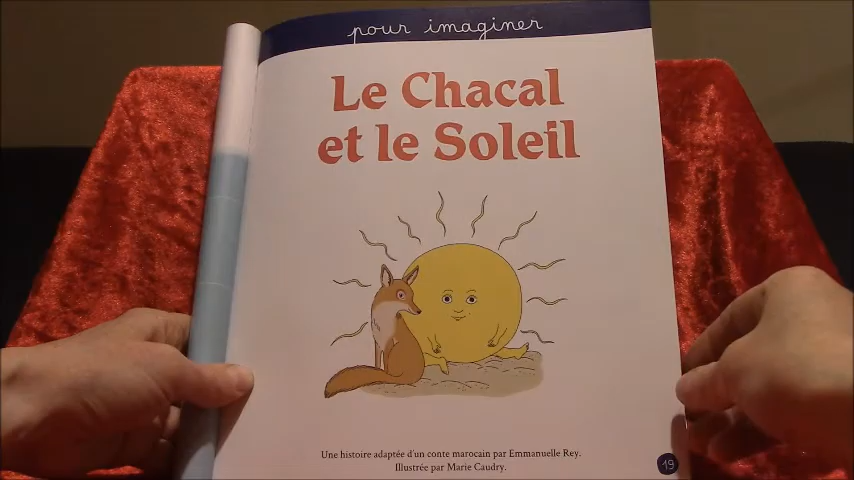 pour imaginer
Le Chacal
et le Soleil
Une histoire adaptée d'un conte marocain par Emmanuelle Rey.
Illustrée par Marie Caudry.
19